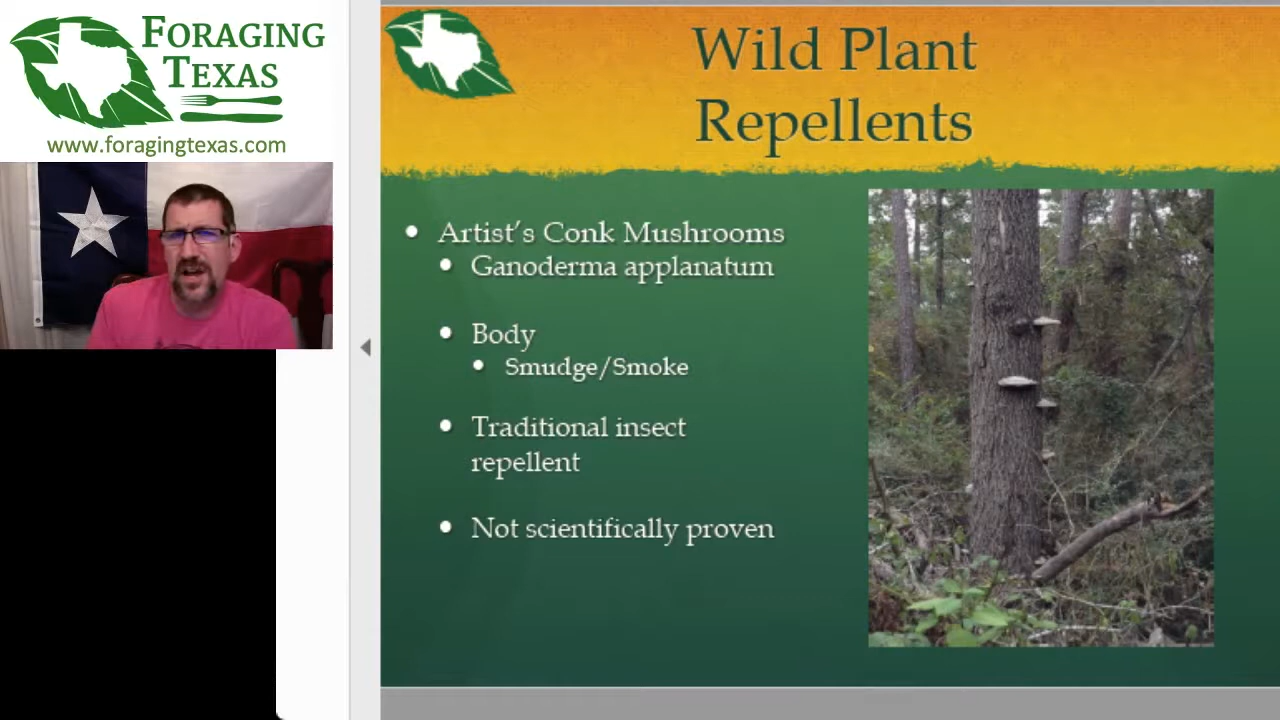 FORAGING
TEXAS
www.foragingtexas.com
Wild Plant
Repellents
Artist's Conk Mushrooms
Ganoderma applanatum
Body
Smudge/Smoke
Traditional insect
repellent
Not scientifically proven